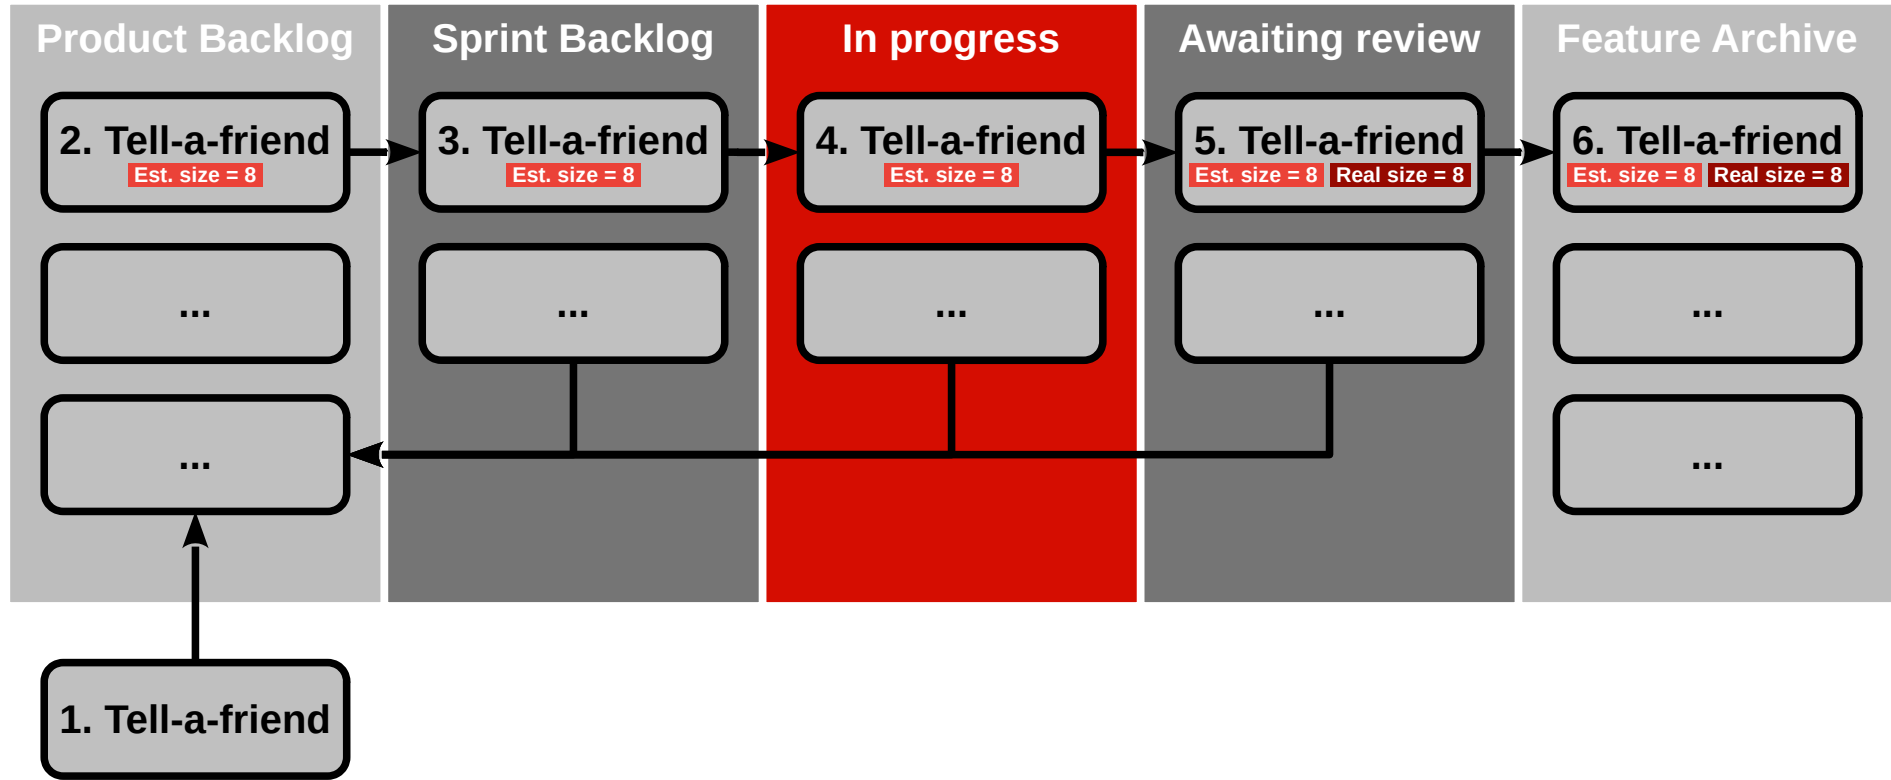 Product Backlog
Sprint Backlog
In progress
Awaiting review
Feature Archive
2. Tell-a-friend
Est. size = 8
3. Tell-a-friend
Est. size = 8
4. Tell-a-friend
Est. size = 8
5. Tell-a-friend
Est. size = 8 Real size = 8
6. Tell-a-friend
Est. size = 8 Real size = 8
...
...
...
...
...
...
...
1. Tell-a-friend